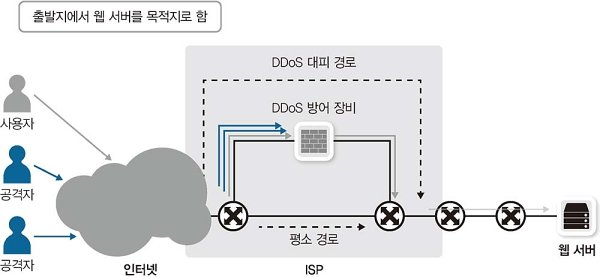 출발지에서 웹 서버를 목적지로 함
DDoS 대피 경로
DDoS 방어 장비
사용자
공격자
공격자
평소 경로
웹 서버
인터넷
ISP